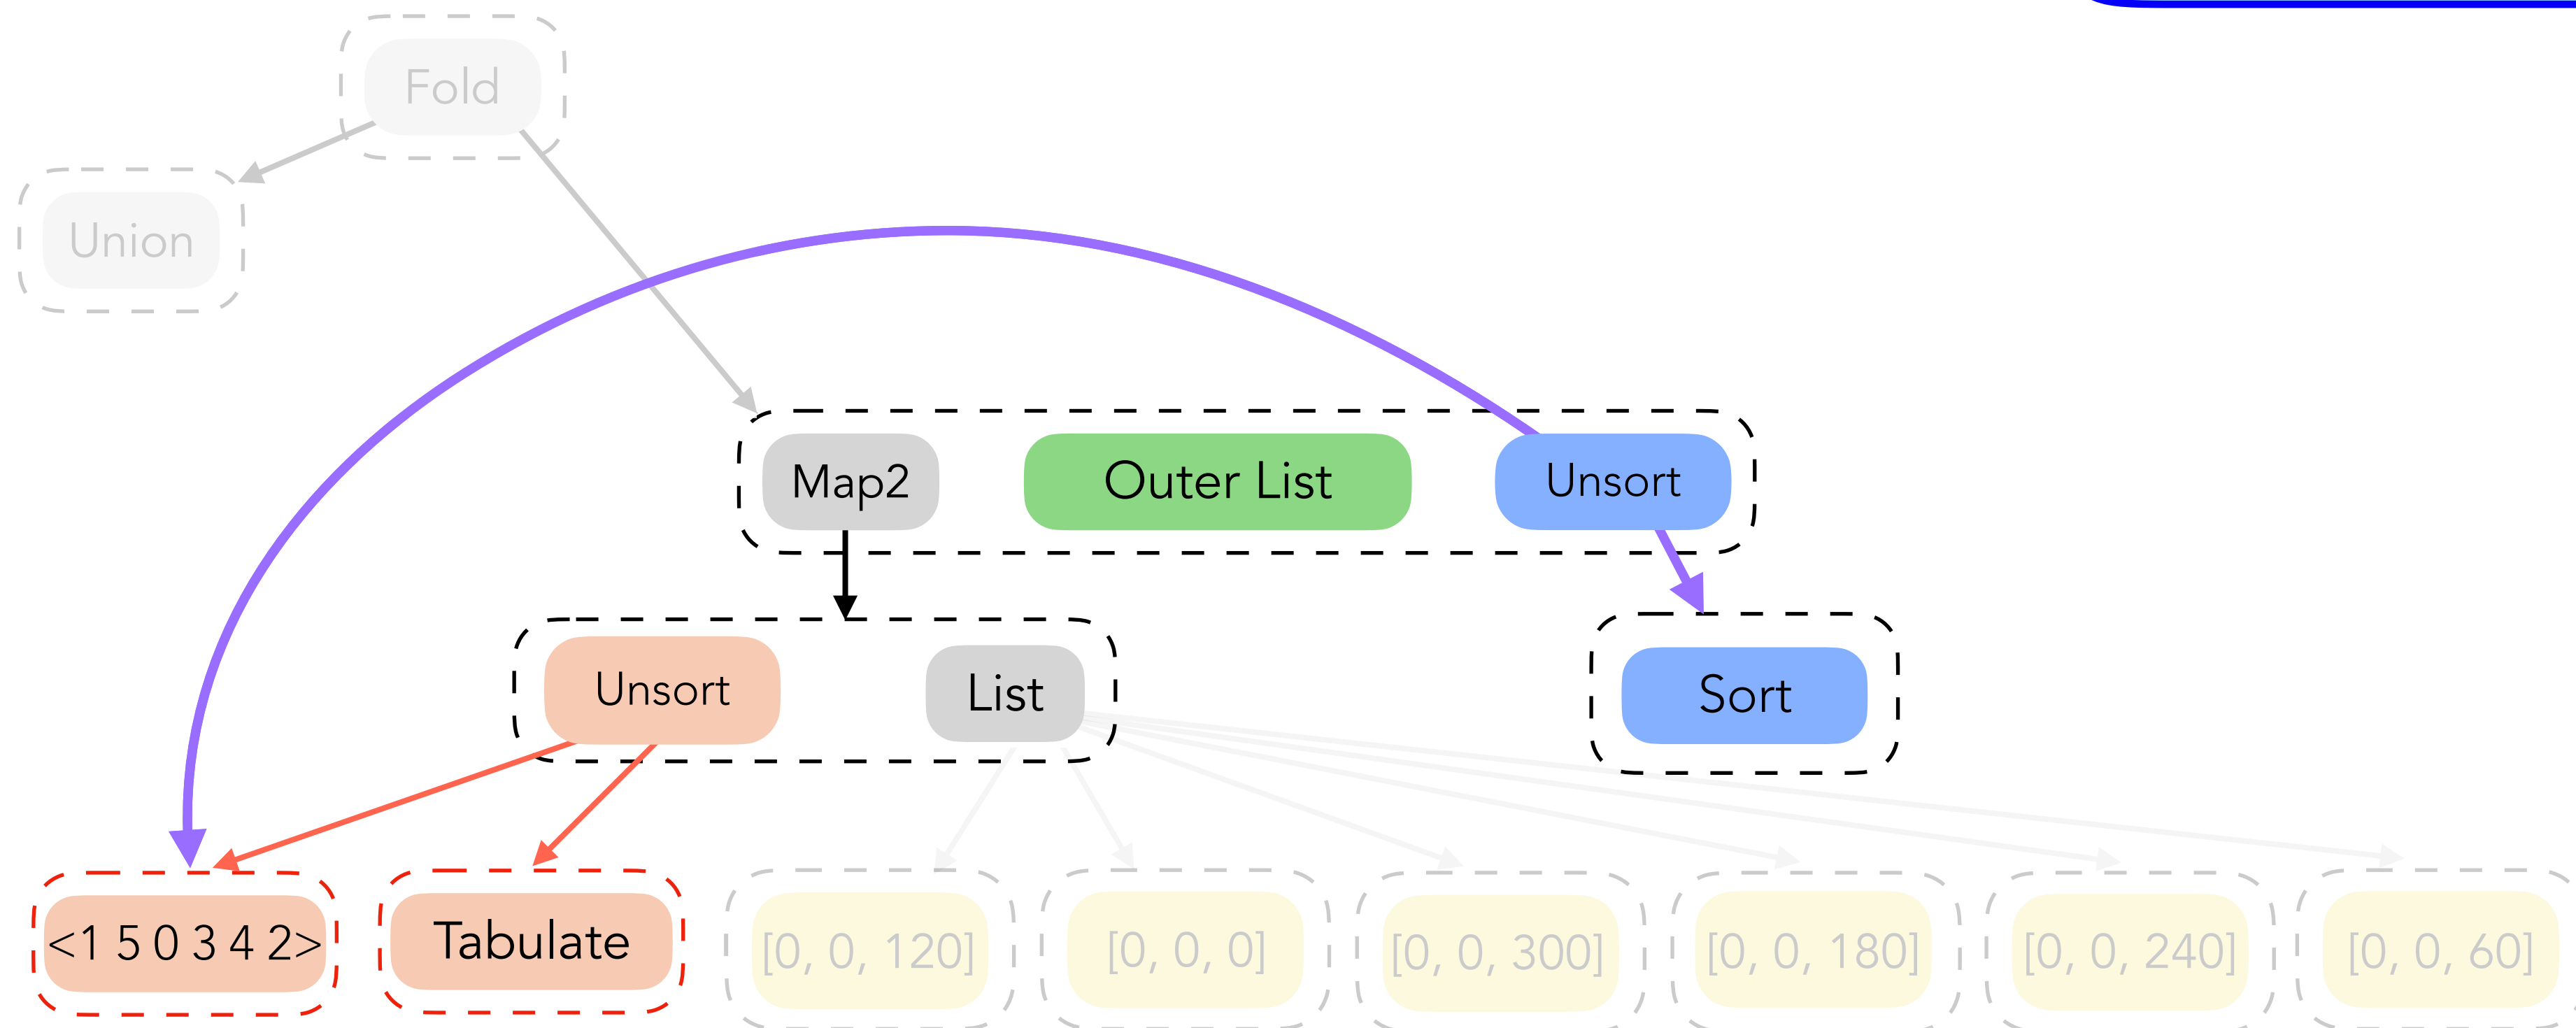 Fold
Union
Map2
Outer List
Unsort
Unsort
List
Sort
<1 5 0 3 4 2>
Tabulate
[0, 0, 120]
[0, 0, 0]
[0, 0, 300]
[0, 0, 180]
[0, 0, 240]
[0, 0, 60]